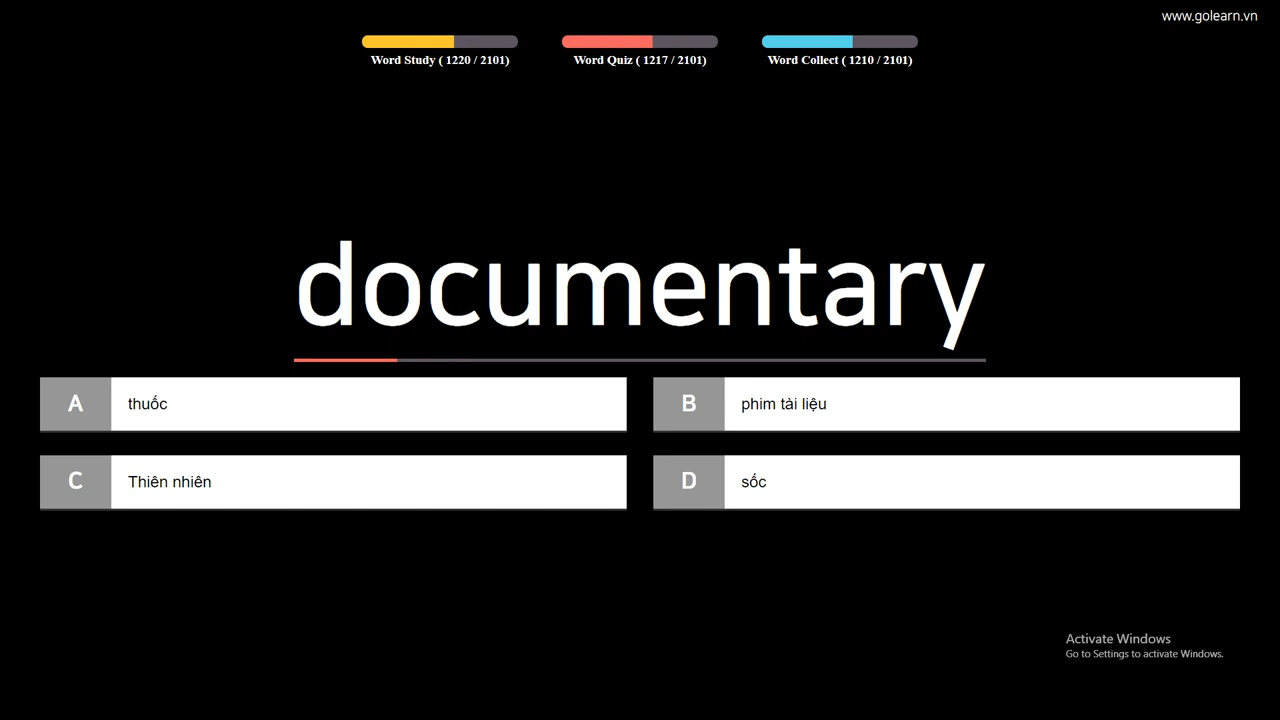 www.golearn.vn
Word Study ( 1220 / 2101)
Word Quiz ( 1217 / 2101)
Word Collect ( 1210 / 2101)
documentary
A thuốc
B phim tài liệu
C Thiên nhiên
D sốc
Activate Windows
Go to Settings to activate Windows.